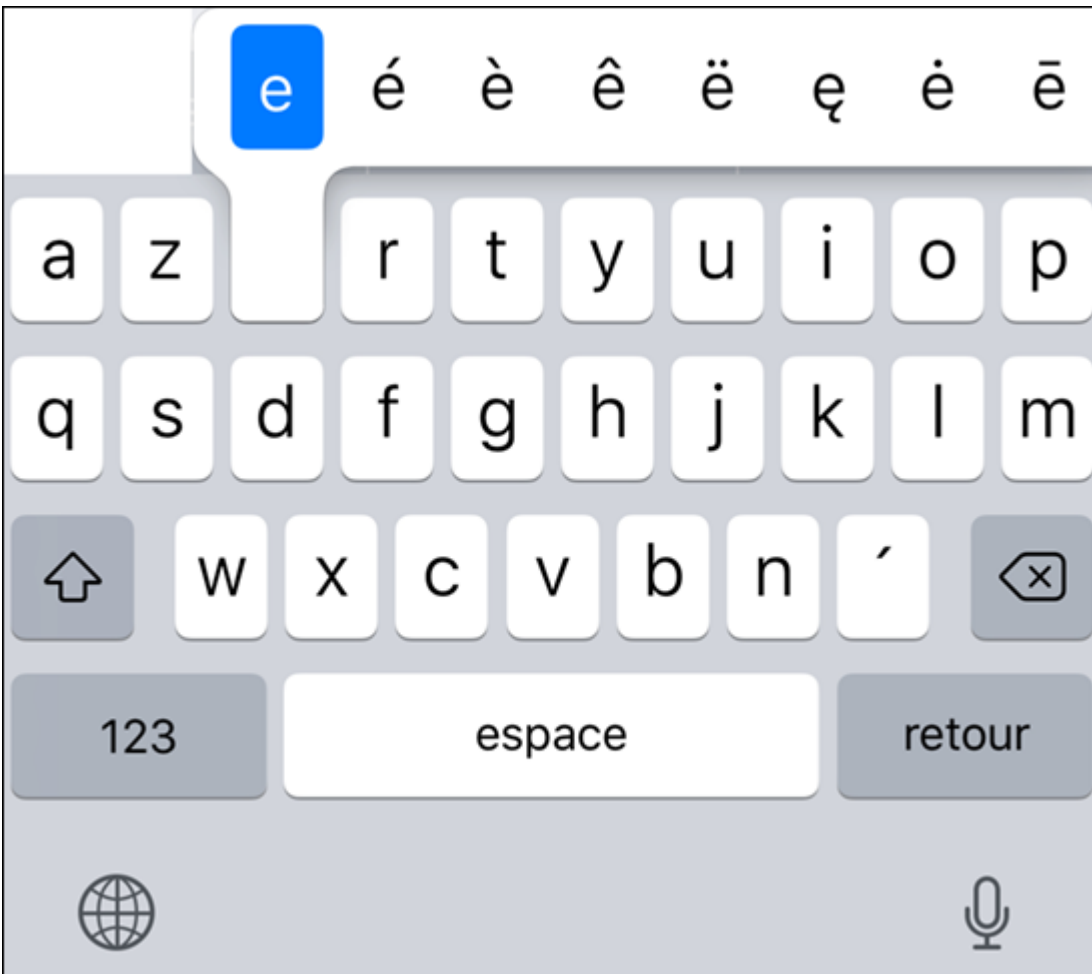 e é è ê ë ę ė ē
a z r t y u i o p
q s d f g h j k l m
w x c v b n ´
123 espace retour